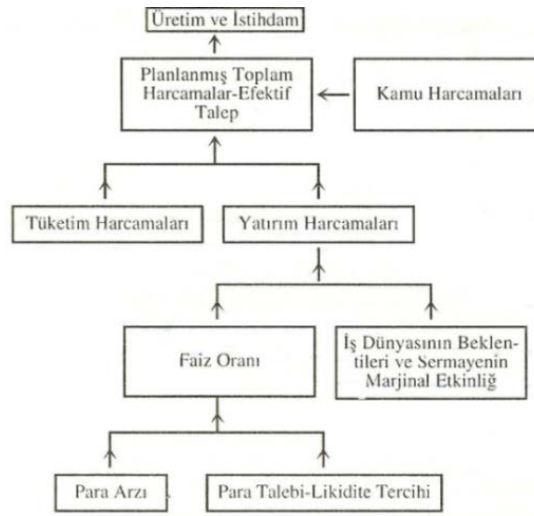 Üretim ve İstihdam
Planlanmış Toplam
Harcamalar-Efektif
Talep
Kamu Harcamaları
Tüketim Harcamaları
Yatırım Harcamaları
Faiz Oranı
İş Dünyasının Beklen-
tileri ve Sermayenin
Marjinal Etkinliğ
Para Arzı
Para Talebi-Likidite Tercihi